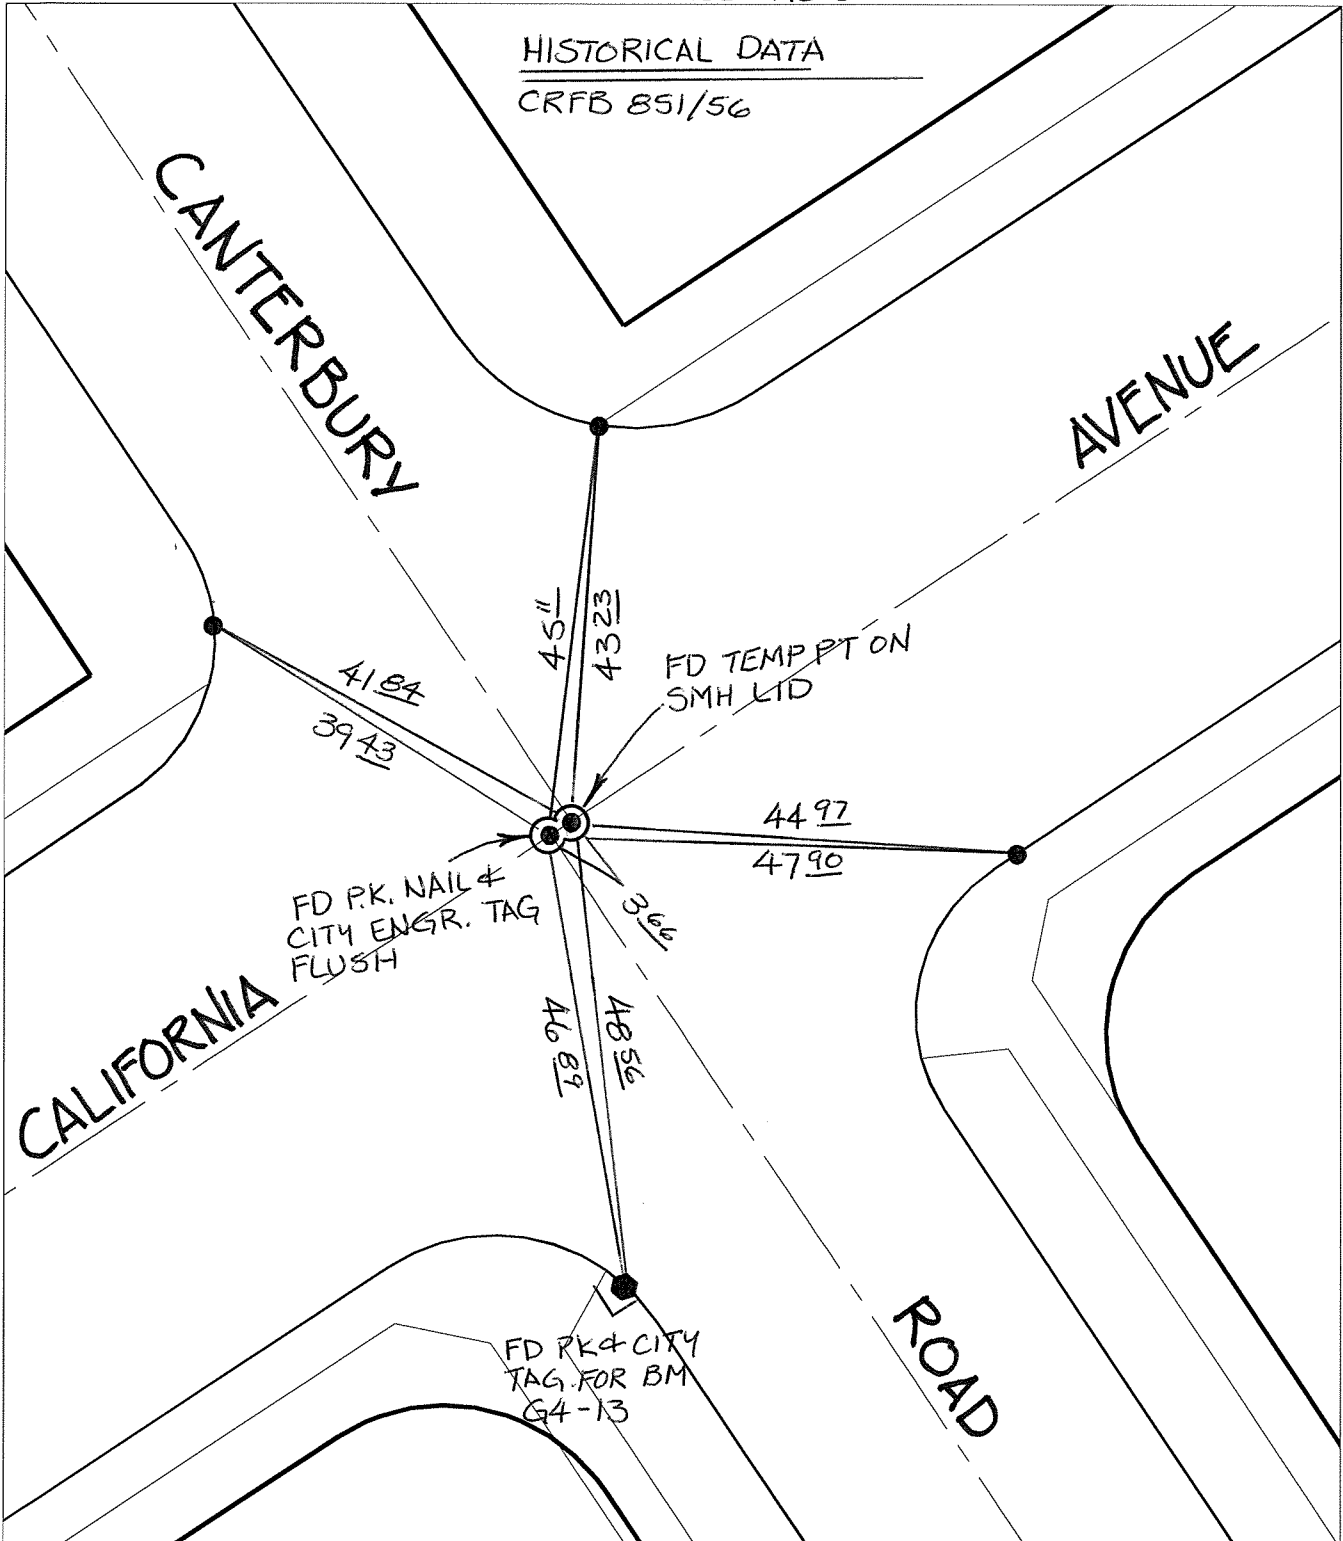 HISTORICAL DATA
CRFB 851/56
CANTERBURY
AVENUE
45 11
43 23
FD TEMP PT ON
SMH LID
41 84
39 43
44 97
47 90
FD P.K. NAIL &
CITY ENGR. TAG
FLUSH
3 66
CALIFORNIA
46 89
48 56
ROAD
FD PK & CITY
TAG FOR BM
G4-13